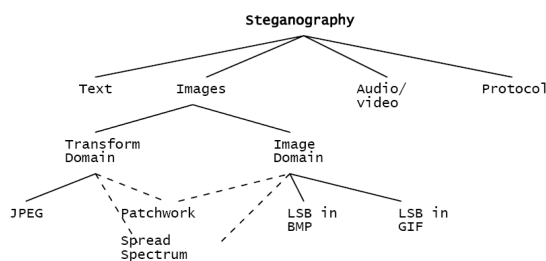 Steganography
Text
Images
Audio/
video
Protocol
Transform
Domain
Image
Domain
JPEG
Patchwork
Spread
Spectrum
LSB in
BMP
LSB in
GIF